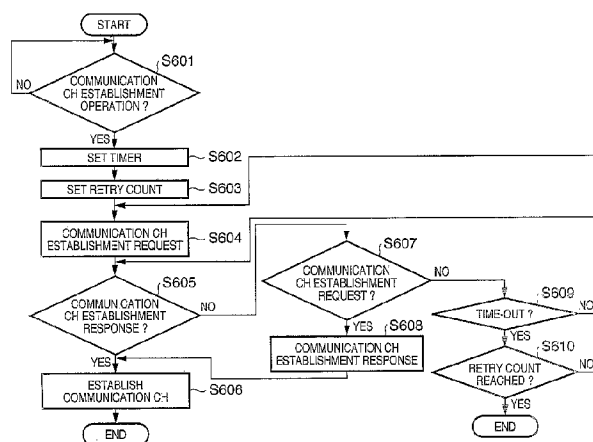 START
S601
COMMUNICATION
CH ESTABLISHMENT
OPERATION ?
NO
YES
SET TIMER
S602
SET RETRY COUNT
S603
COMMUNICATION CH
ESTABLISHMENT REQUEST
S604
S605
COMMUNICATION
CH ESTABLISHMENT
RESPONSE ?
NO
YES
ESTABLISH
COMMUNICATION CH
S606
END
S607
COMMUNICATION
CH ESTABLISHMENT
REQUEST ?
NO
YES
S608
COMMUNICATION CH
ESTABLISHMENT RESPONSE
S609
TIME-OUT ?
NO
YES
S610
RETRY COUNT
REACHED ?
NO
YES
END